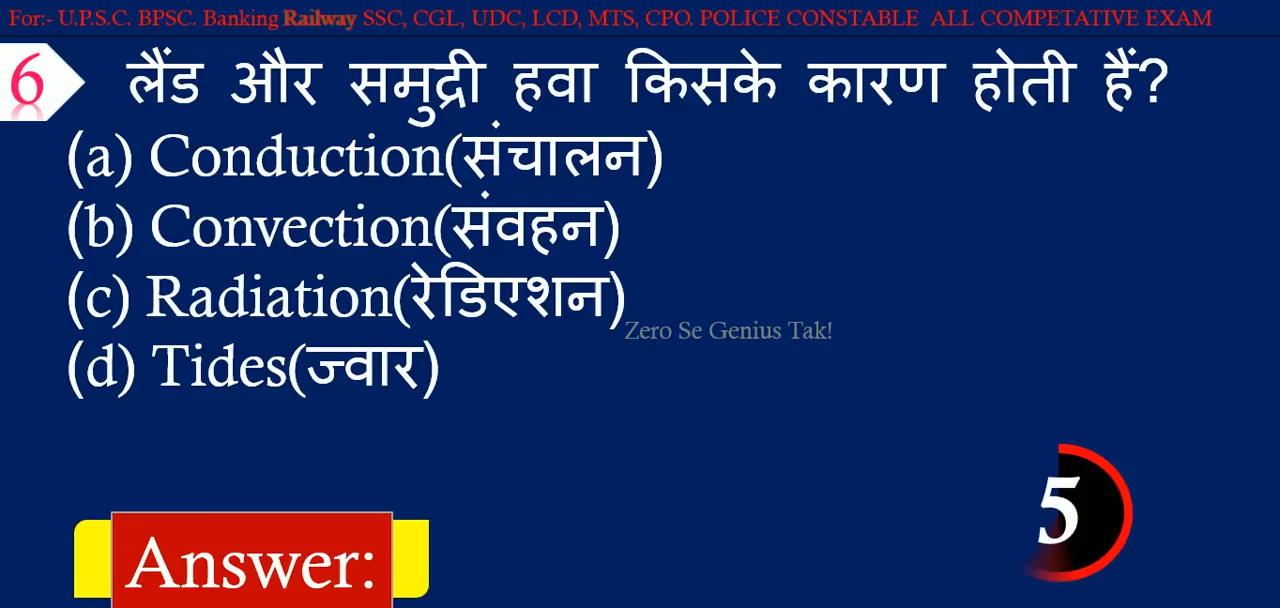 For:- U.P.S.C. BPSC. Banking Railway SSC, CGL, UDC, LCD, MTS, CPO. POLICE CONSTABLE ALL COMPETATIVE EXAM
6 लैंड और समुद्री हवा किसके कारण होती हैं?
(a) Conduction(संचालन)
(b) Convection(संवहन)
(c) Radiation(रेडिएशन)
Zero Se Genius Tak!
(d) Tides(ज्वार)
5
Answer: